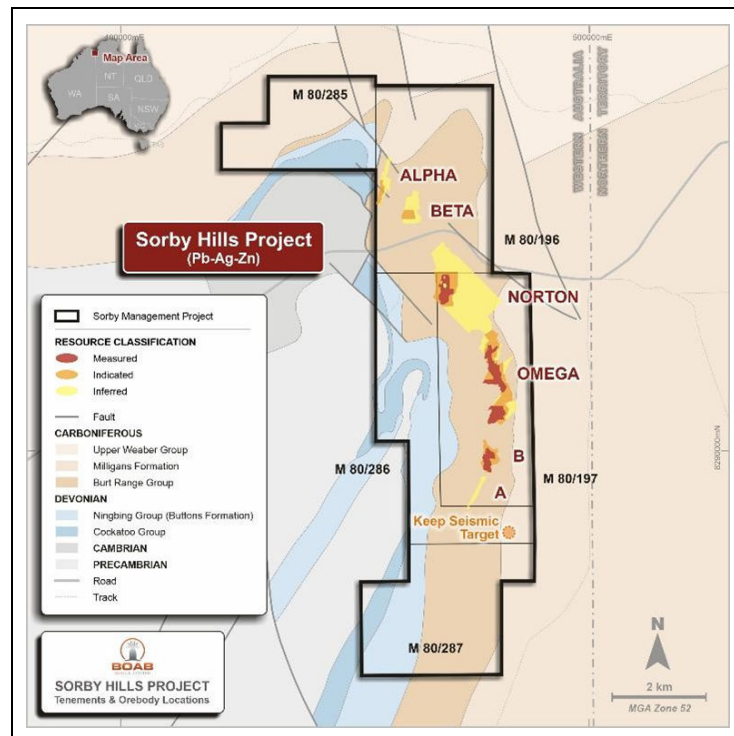 500000mE
Map Area
WA
NT
QLD
SA
NSW
WESTERN AUSTRALIA
NORTHERN TERRITORY
M 80/285
ALPHA
BETA
Sorby Hills Project
(Pb-Ag-Zn)
M 80/196
NORTON
OMEGA
B
A
M 80/286
M 80/197
8290000mN
Keep Seismic
Target
M 80/287
Sorby Management Project
RESOURCE CLASSIFICATION
Measured
Indicated
Inferred
Fault
CARBONIFEROUS
Upper Weaber Group
Milligans Formation
Burt Range Group
DEVONIAN
Ningbing Group (Buttons Formation)
Cockatoo Group
CAMBRIAN
PRECAMBRIAN
Road
Track
BOAB
SORBY HILLS PROJECT
Tenements & Orebody Locations
N
2 km
MGA Zone 52